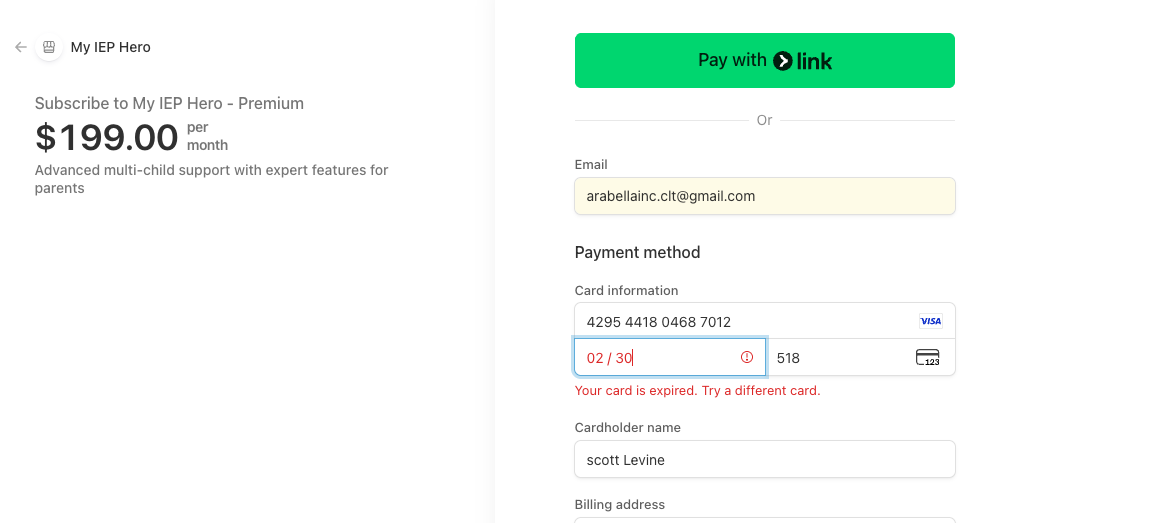 My IEP Hero
Subscribe to My IEP Hero - Premium
$199.00 per month
Advanced multi-child support with expert features for
parents
Pay with link
Or
Email
arabellainc.clt@gmail.com
Payment method
Card information
4295 4418 0468 7012 VISA
02 / 30 518 123
Your card is expired. Try a different card.
Cardholder name
scott Levine
Billing address